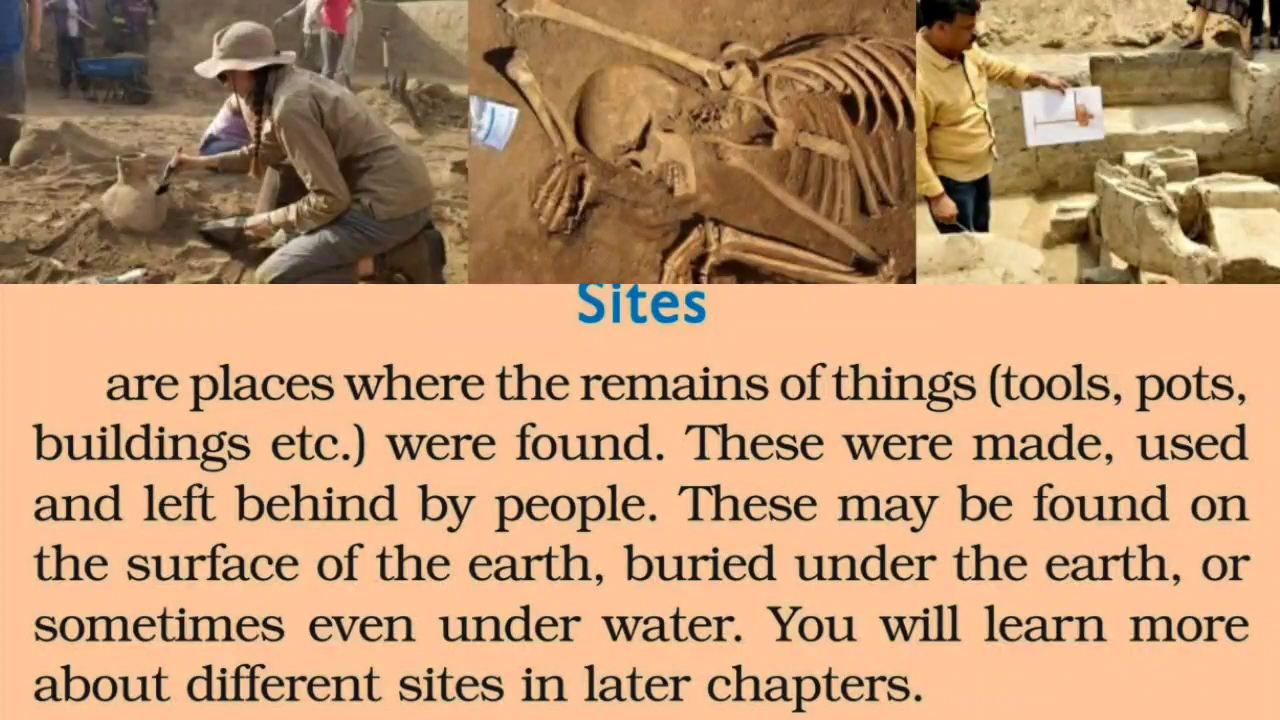 Sites
are places where the remains of things (tools, pots,
buildings etc.) were found. These were made, used
and left behind by people. These may be found on
the surface of the earth, buried under the earth, or
sometimes even under water. You will learn more
about different sites in later chapters.